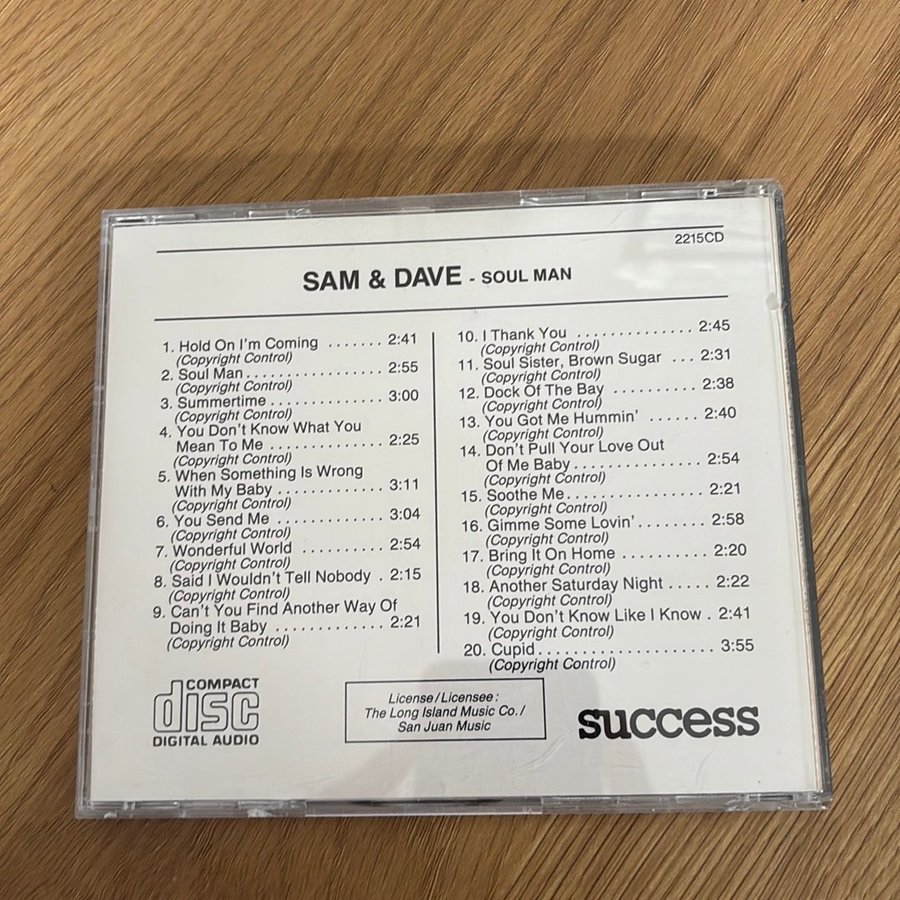 2215CD
SAM & DAVE - SOUL MAN
1. Hold On I'm Coming ....... 2:41
(Copyright Control)
2. Soul Man ................. 2:55
(Copyright Control)
3. Summertime .............. 3:00
(Copyright Control)
4. You Don't Know What You
Mean To Me .............. 2:25
(Copyright Control)
5. When Something Is Wrong
With My Baby ............. 3:11
(Copyright Control)
6. You Send Me ............. 3:04
(Copyright Control)
7. Wonderful World .......... 2:54
(Copyright Control)
8. Said I Wouldn't Tell Nobody . 2:15
(Copyright Control)
9. Can't You Find Another Way Of
Doing It Baby ............. 2:21
(Copyright Control)
10. I Thank You .............. 2:45
(Copyright Control)
11. Soul Sister, Brown Sugar ... 2:31
(Copyright Control)
12. Dock Of The Bay .......... 2:38
(Copyright Control)
13. You Got Me Hummin' ...... 2:40
(Copyright Control)
14. Don't Pull Your Love Out
Of Me Baby ................ 2:54
(Copyright Control)
15. Soothe Me ................. 2:21
(Copyright Control)
16. Gimme Some Lovin' ........ 2:58
(Copyright Control)
17. Bring It On Home .......... 2:20
(Copyright Control)
18. Another Saturday Night ..... 2:22
(Copyright Control)
19. You Don't Know Like I Know . 2:41
(Copyright Control)
20. Cupid ..................... 3:55
(Copyright Control)
COMPACT
disc
DIGITAL AUDIO
License/Licensee:
The Long Island Music Co./
San Juan Music
success